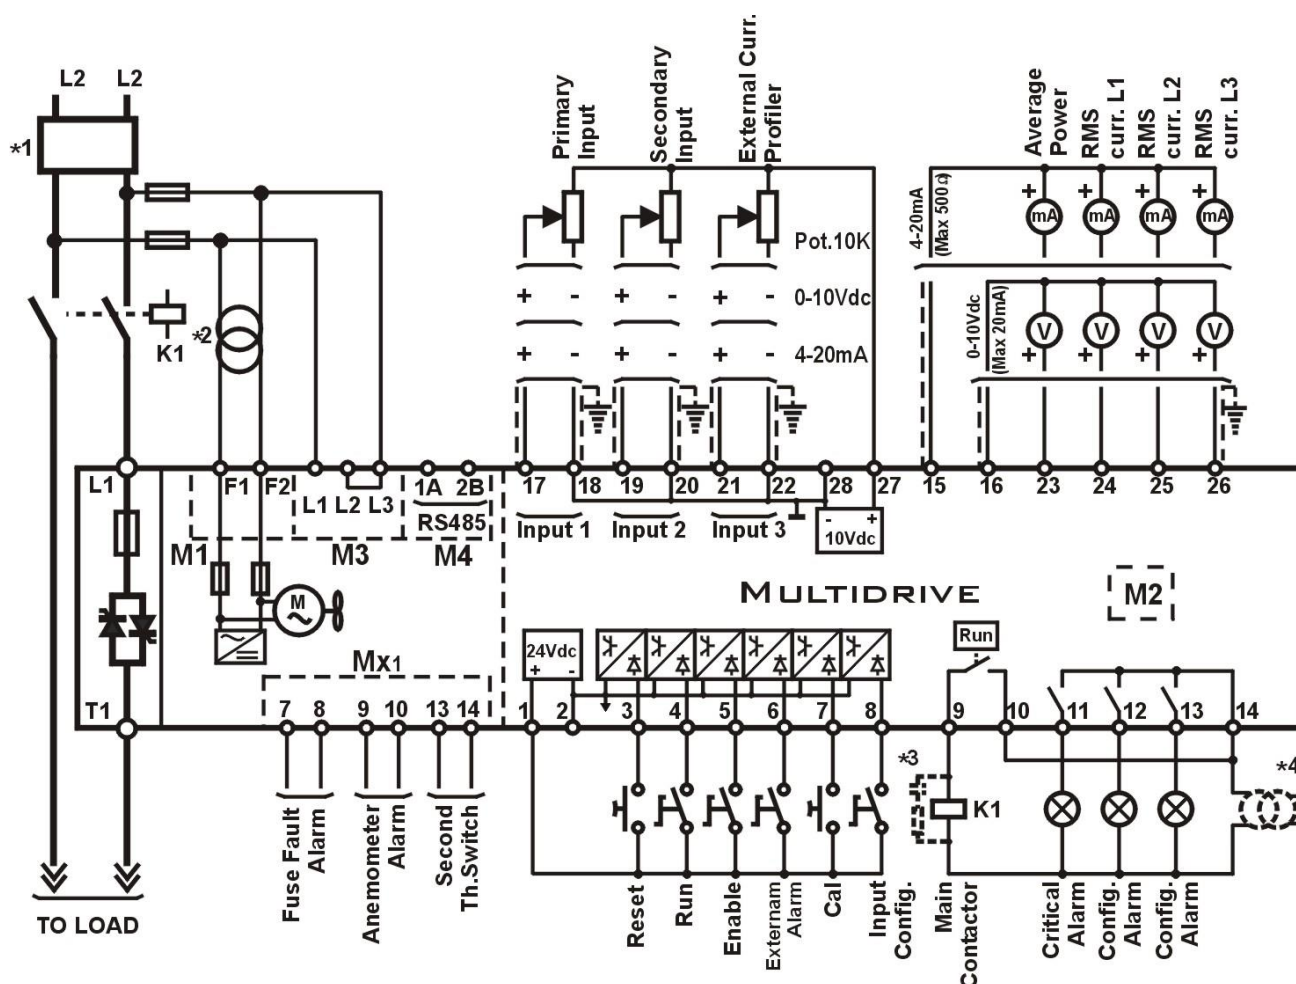 L2 L2
*1
K1
*2
Primary
Input
Secondary
Input
External Curr.
Profiler
Pot.10K
+ - + - + - 0-10Vdc
+ - + - + - 4-20mA
Average
Power
RMS
curr. L1
RMS
curr. L2
RMS
curr. L3
4-20mA
(Max 500Ω)
+ mA + mA + mA + mA
0-10Vdc
(Max 20mA)
V V V V
+ + + +
L1 F1 F2 L1 L2 L3 1A 2B 17 18 19 20 21 22 28 27 15 16 23 24 25 26
RS485
Input 1 Input 2 Input 3
- +
10Vdc
M1 M3 M4
M
MULTIDRIVE
M2
Mx1
24Vdc
+ -
Run
T1
7 8 9 10 13 14 1 2 3 4 5 6 7 8 9 10 11 12 13 14
*3
K1
*4
Fuse Fault
Alarm
Anemometer
Alarm
Second
Th.Switch
Reset
Run
Enable
Externam
Alarm
Cal
Input
Config.
Main
Contactor
Critical
Alarm
Config.
Alarm
Config.
Alarm
TO LOAD